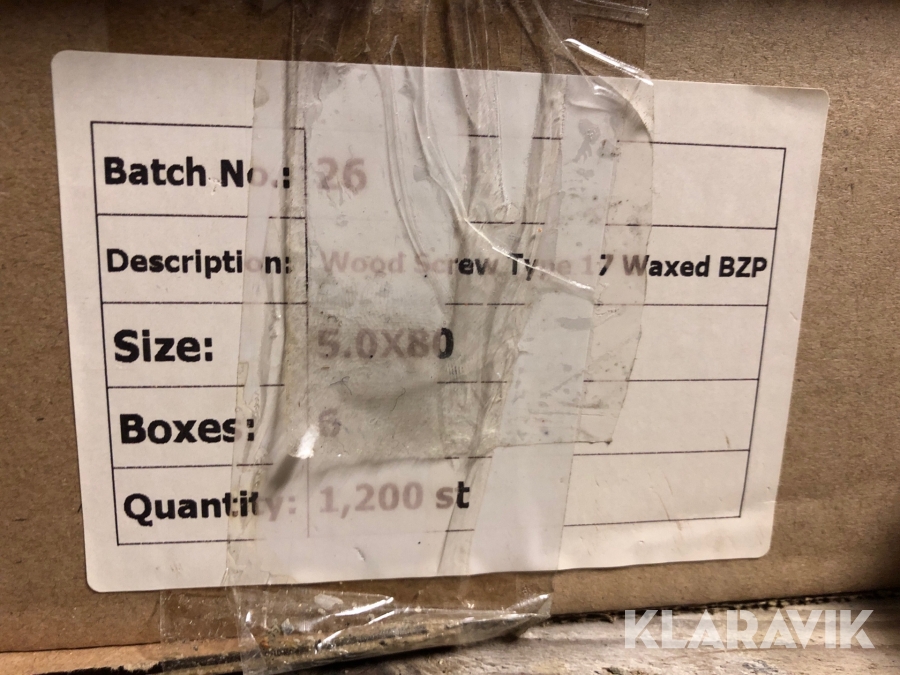 Batch No.: 26
Description: Wood Screw Type 17 Waxed BZP
Size: 5.0X80
Boxes: 6
Quantity: 1,200 st
KLARAVIK